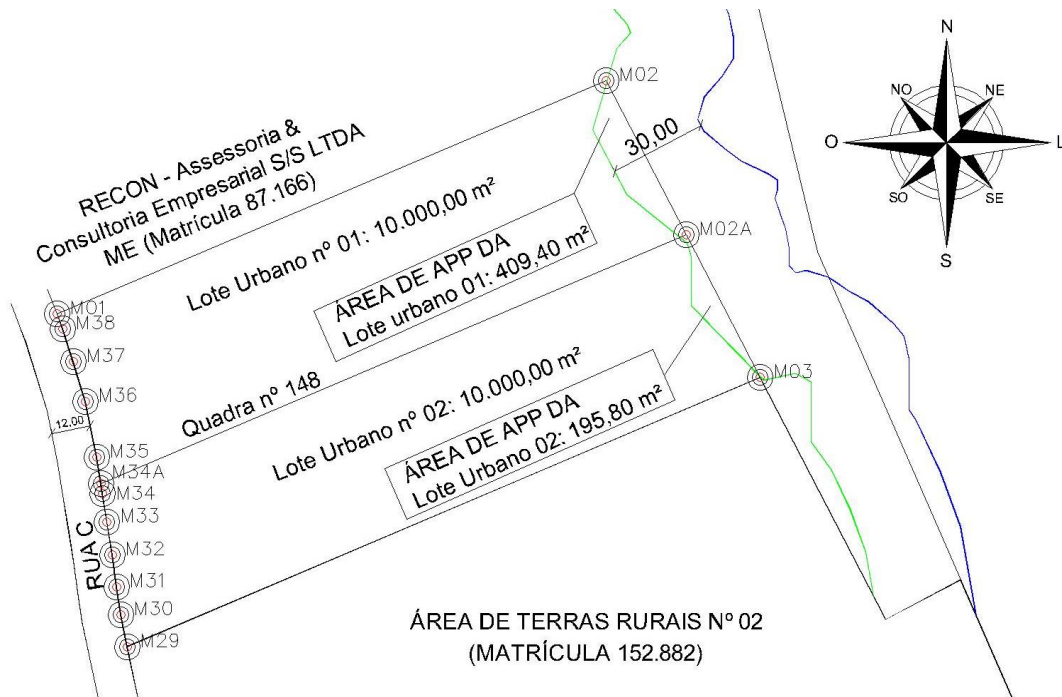 N
NO
NE
O
L
SO
SE
S
M02
30,00
RECON - Assessoria &
Consultoria Empresarial S/S LTDA
ME (Matrícula 87.166)
Lote Urbano nº 01: 10.000,00 m²
ÁREA DE APP DA
Lote urbano 01: 409,40 m²
M02A
M01
M38
M37
M36
12,00
Quadra nº 148
Lote Urbano nº 02: 10.000,00 m²
ÁREA DE APP DA
Lote Urbano 02: 195,80 m²
M03
M35
M34A
M34
M33
M32
M31
M30
M29
RUA C
ÁREA DE TERRAS RURAIS Nº 02
(MATRÍCULA 152.882)